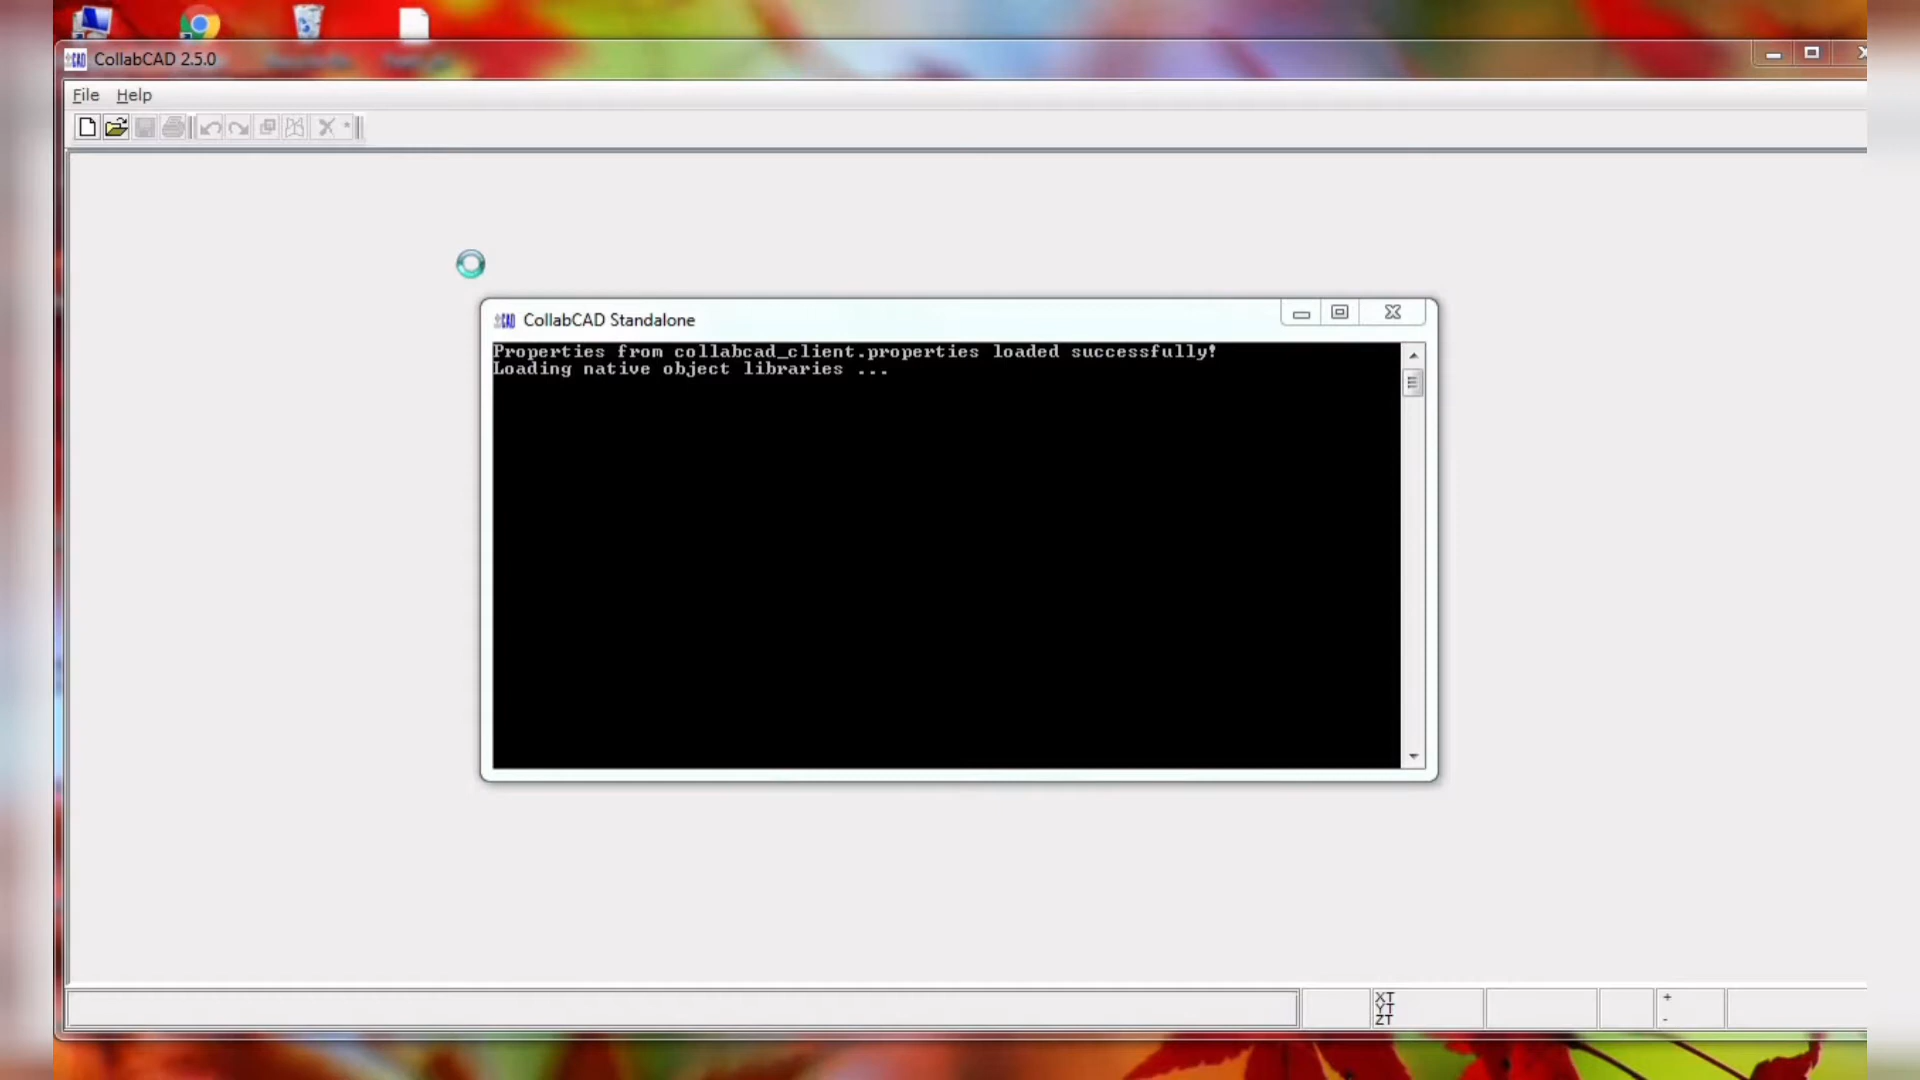 CollabCAD 2.5.0
File Help
CAD CollabCAD Standalone
Properties from collabcad_client.properties loaded successfully!
Loading native object libraries ...
XT
YT
ZT
+
-